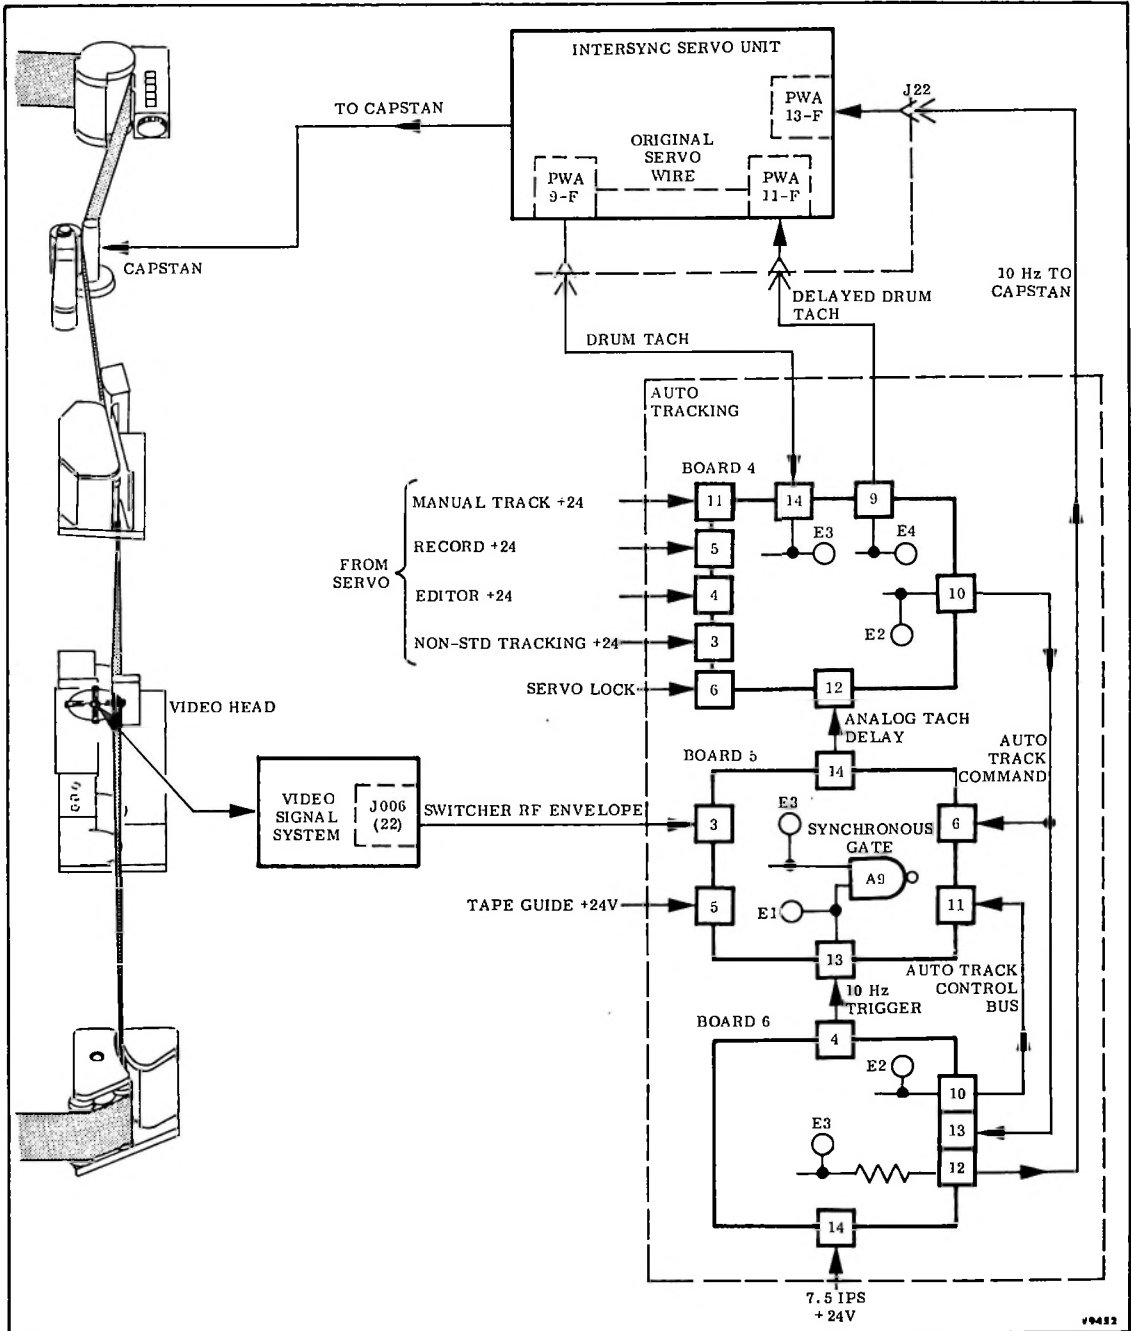 INTERSYNC SERVO UNIT
J22
PWA
13-F
TO CAPSTAN
ORIGINAL
SERVO
WIRE
PWA
9-F
PWA
11-F
CAPSTAN
10 Hz TO
CAPSTAN
DELAYED DRUM
TACH
DRUM TACH
AUTO
TRACKING
BOARD 4
FROM
SERVO
MANUAL TRACK +24
11
14
9
E3
E4
RECORD +24
5
EDITOR +24
4
10
E2
NON-STD TRACKING +24
3
SERVO LOCK
6
12
ANALOG TACH
DELAY
AUTO
TRACK
COMMAND
VIDEO HEAD
BOARD 5
14
VIDEO
SIGNAL
SYSTEM
J006
(22)
SWITCHER RF ENVELOPE
3
E3
SYNCHRONOUS
GATE
A9
6
TAPE GUIDE +24V
5
E1
11
13
AUTO TRACK
CONTROL
BUS
10 Hz
TRIGGER
BOARD 6
4
E2
10
13
E3
12
14
7.5 IPS
+24V
V9452